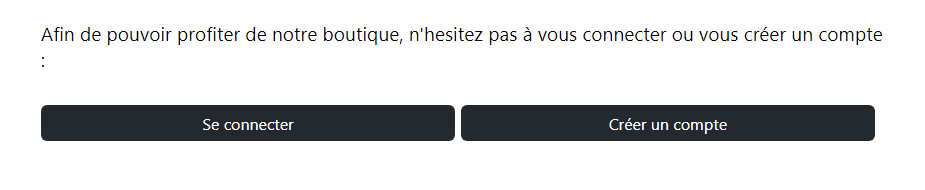 Afin de pouvoir profiter de notre boutique, n'hesitez pas à vous connecter ou vous créer un compte
:
Se connecter
Créer un compte